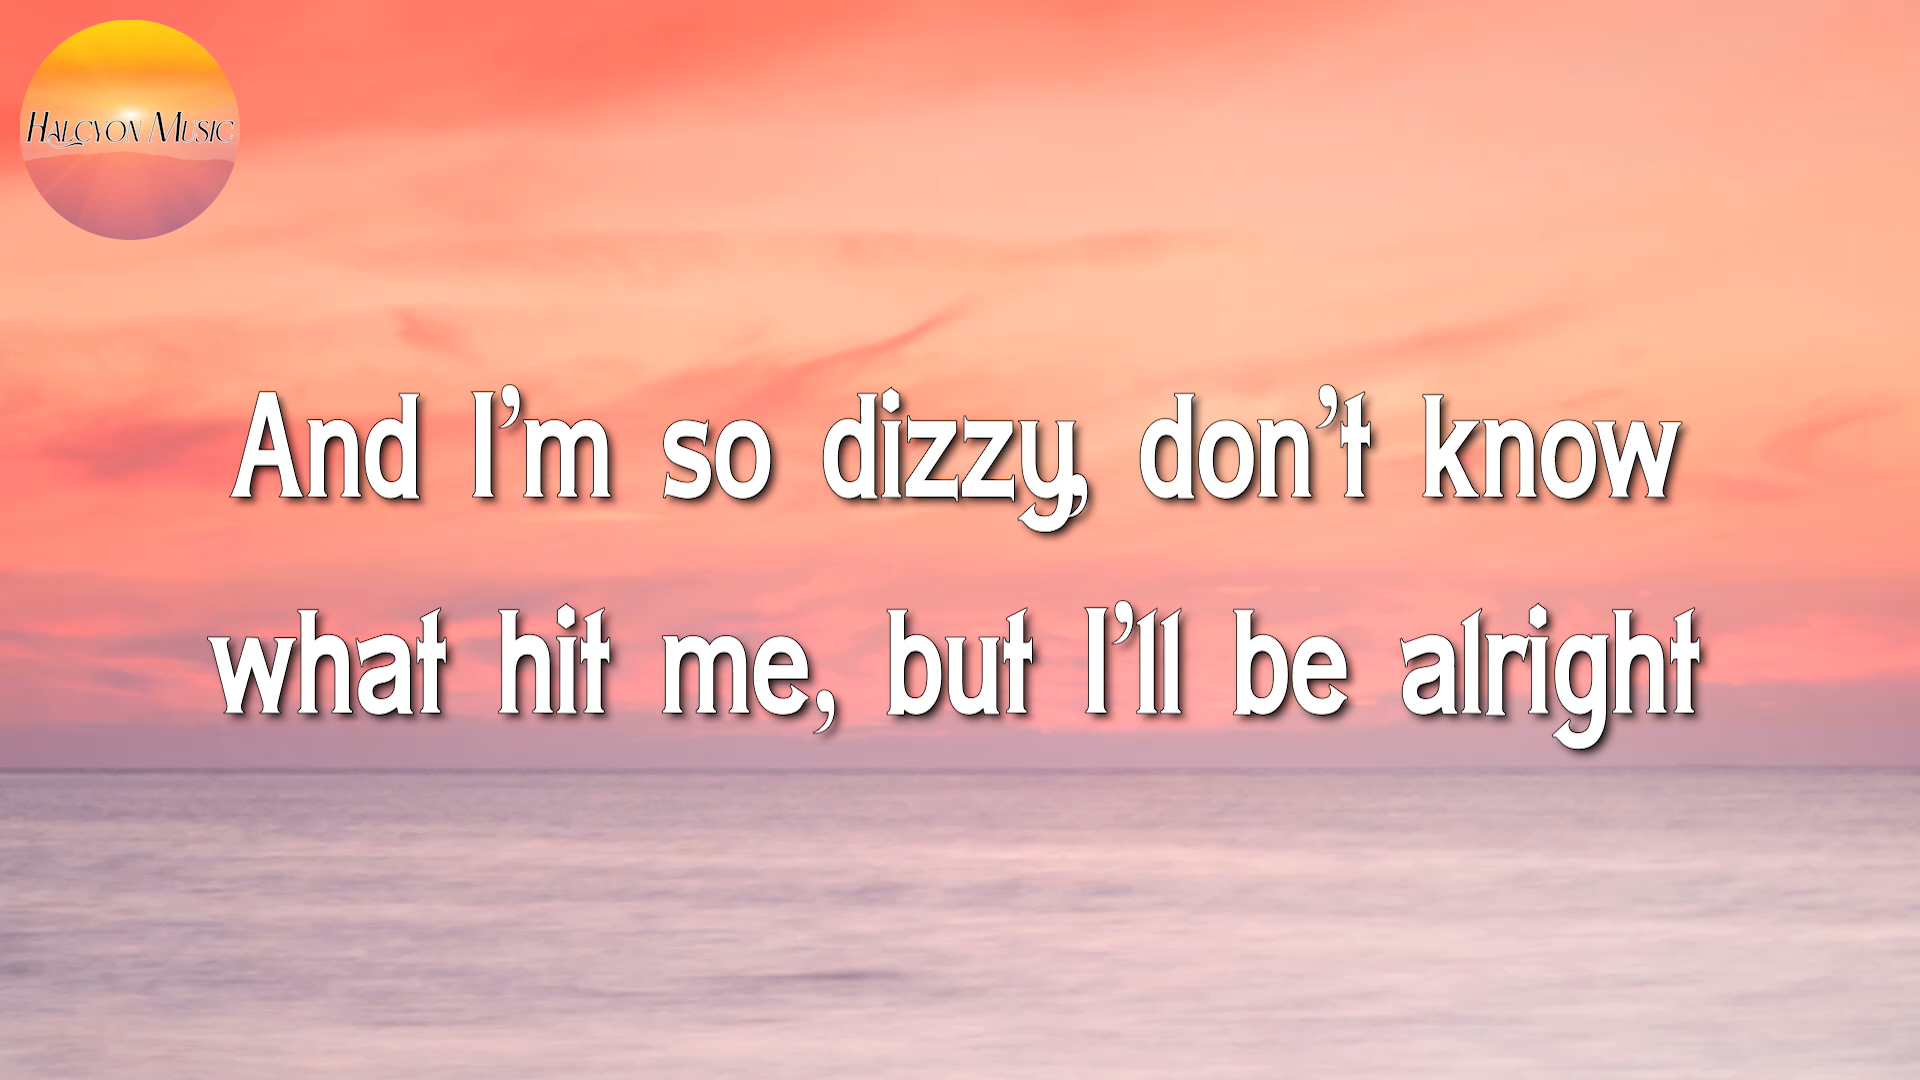 Halcyon Music
And I'm so dizzy, don't know
what hit me, but I'll be alright